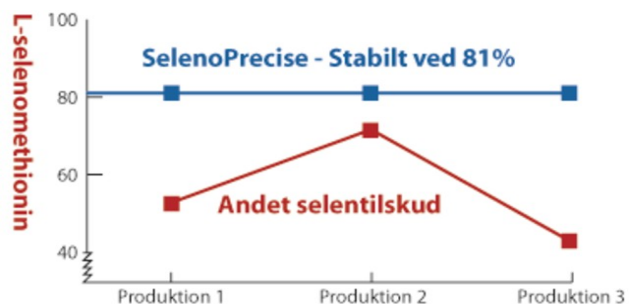 L-selenomethionin
100
80
60
40
SelenoPrecise - Stabilt ved 81%
Andet selentilskud
Produktion 1
Produktion 2
Produktion 3